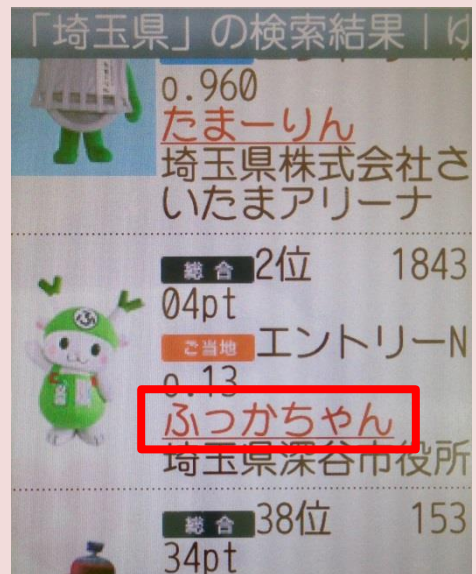 「埼玉県」の検索結果｜ゆ
o.960
たまーりん
埼玉県株式会社さ
いたまアリーナ
総合 2位 1843
04pt
ご当地 エントリーN
o.13
ふっかちゃん
埼玉県深谷市役所
総合 38位 153
34pt